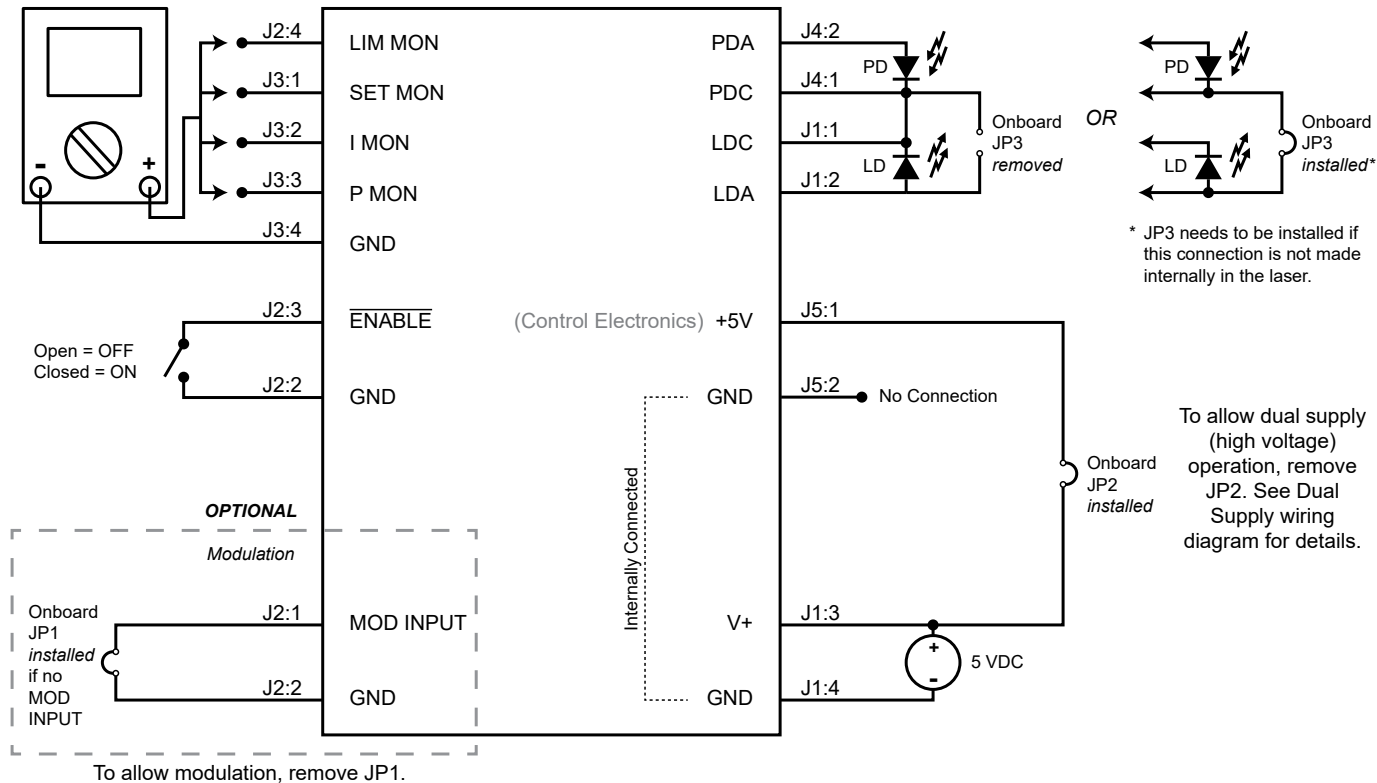 -
+
J2:4
LIM MON
J3:1
SET MON
J3:2
I MON
J3:3
P MON
J3:4
GND
J2:3
ENABLE
Open = OFF
Closed = ON
J2:2
GND
OPTIONAL
Modulation
Onboard
JP1
installed
if no
MOD
INPUT
J2:1
MOD INPUT
J2:2
GND
To allow modulation, remove JP1.
PDA
J4:2
PD
PDC
J4:1
LDC
J1:1
LD
LDA
J1:2
Onboard
JP3
removed
OR
PD
LD
Onboard
JP3
installed*
* JP3 needs to be installed if
this connection is not made
internally in the laser.
(Control Electronics) +5V
J5:1
GND
J5:2
No Connection
Internally Connected
Onboard
JP2
installed
To allow dual supply
(high voltage)
operation, remove
JP2. See Dual
Supply wiring
diagram for details.
V+
J1:3
+
-
5 VDC
GND
J1:4